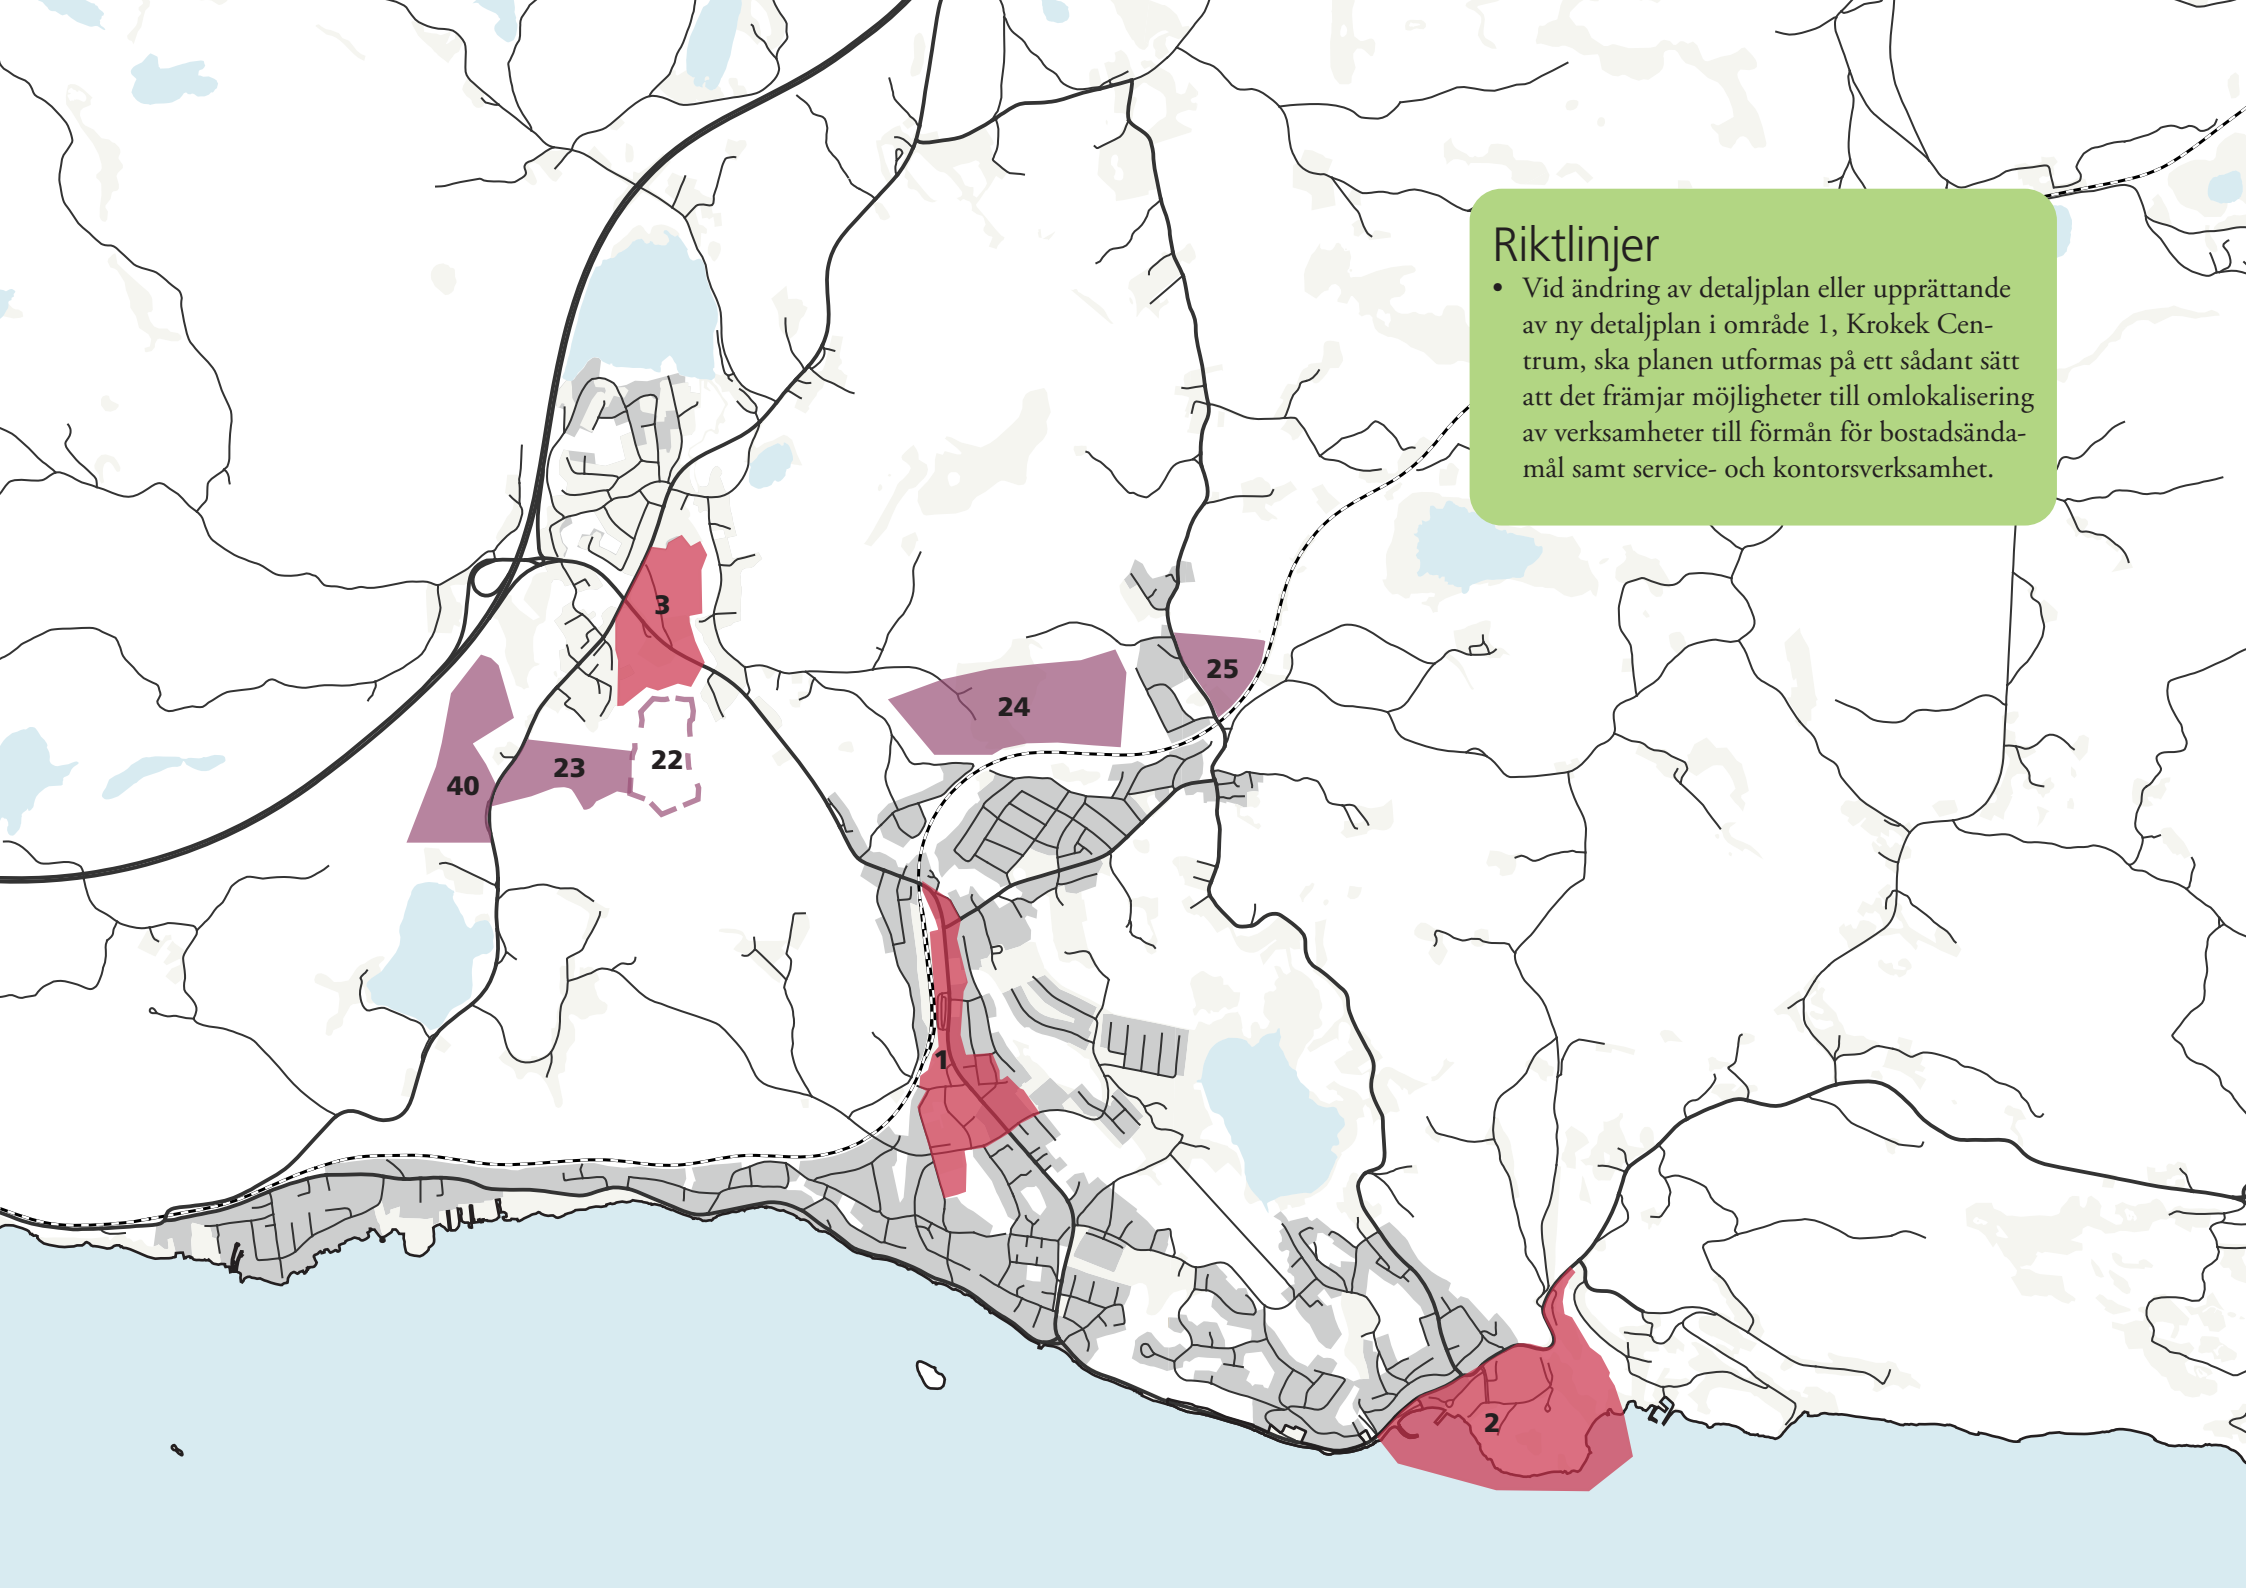 Riktlinjer
• Vid ändring av detaljplan eller upprättande
av ny detaljplan i område 1, Krokek Cen-
trum, ska planen utformas på ett sådant sätt
att det främjar möjligheter till omlokalisering
av verksamheter till förmån för bostadsända-
mål samt service- och kontorsverksamhet.
3
25
24
22
23
40
1
2